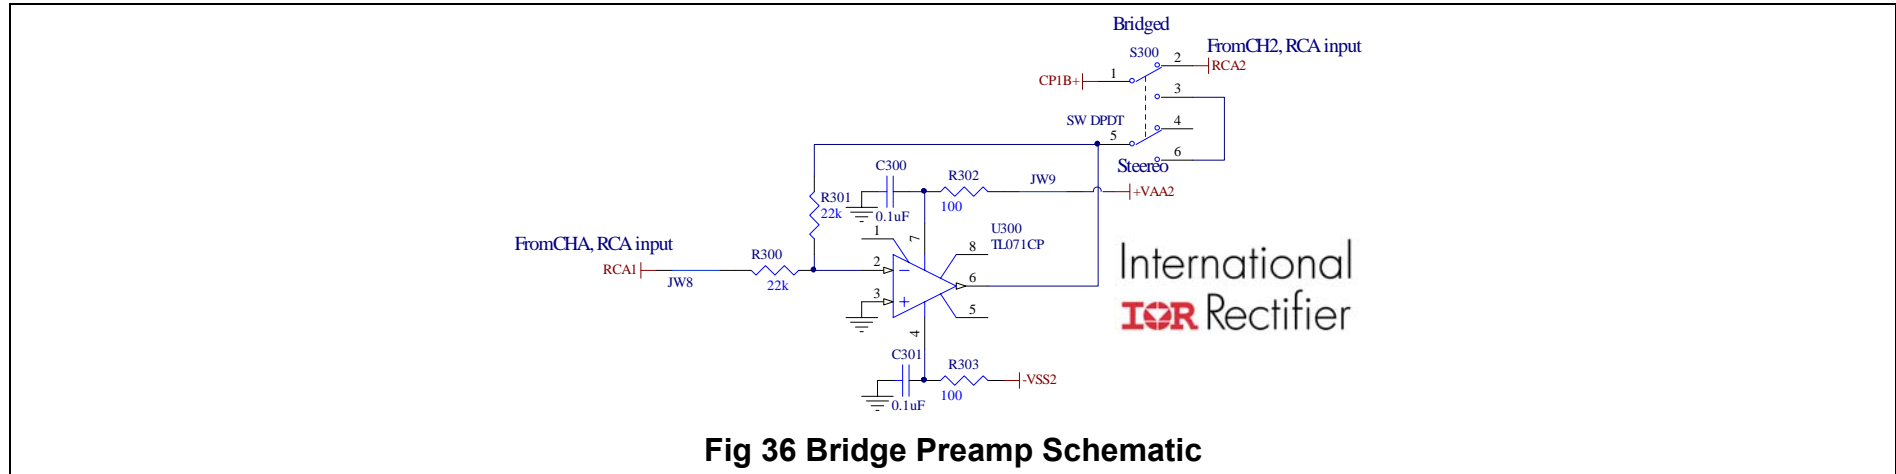 Bridged
S300
2
FromCH2, RCA input
RCA2
CP1B+
1
3
SW DPDT
4
5
6
Steereo
C300
0.1uF
R302
100
JW9
+VAA2
R301
22k
1
7
U300
TL071CP
8
FromCHA, RCA input
RCA1
JW8
R300
22k
2
3
6
5
4
International
IOR Rectifier
C301
0.1uF
R303
100
-VSS2
Fig 36 Bridge Preamp Schematic